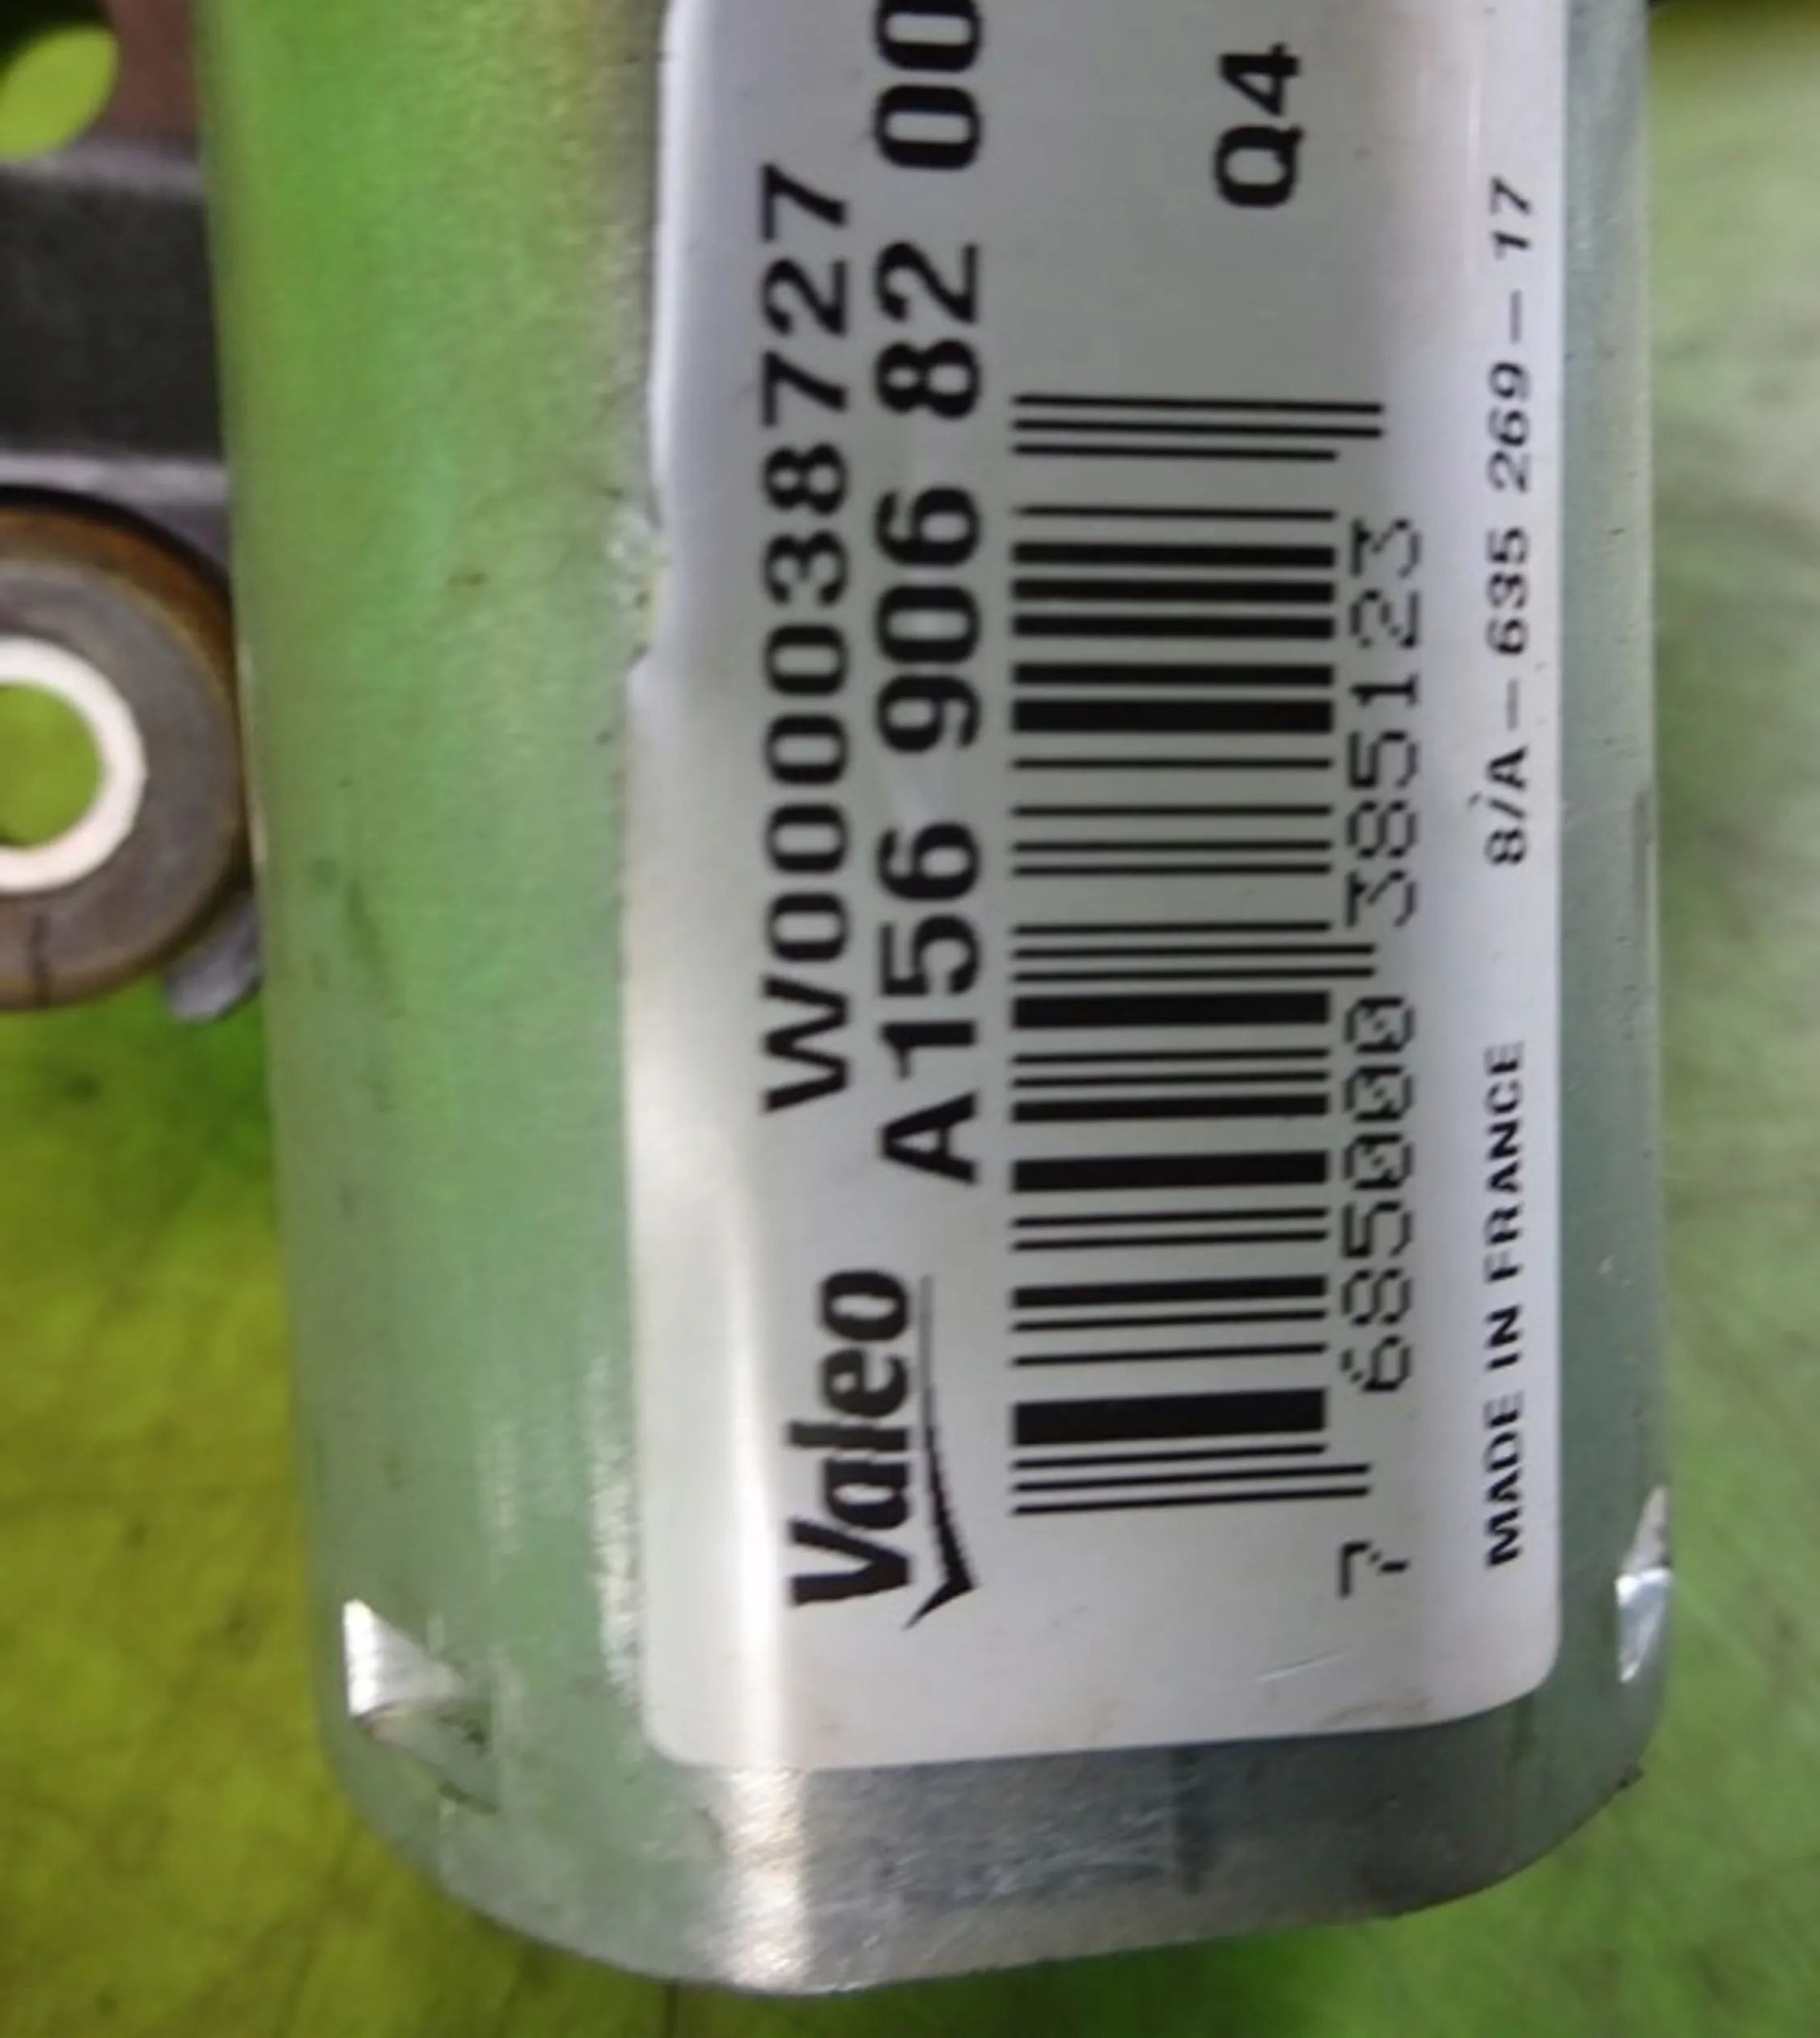 W000038727
Valeo
A156 906 82 00
Q4
7 685000 385123
MADE IN FRANCE 8/A-635 269-17